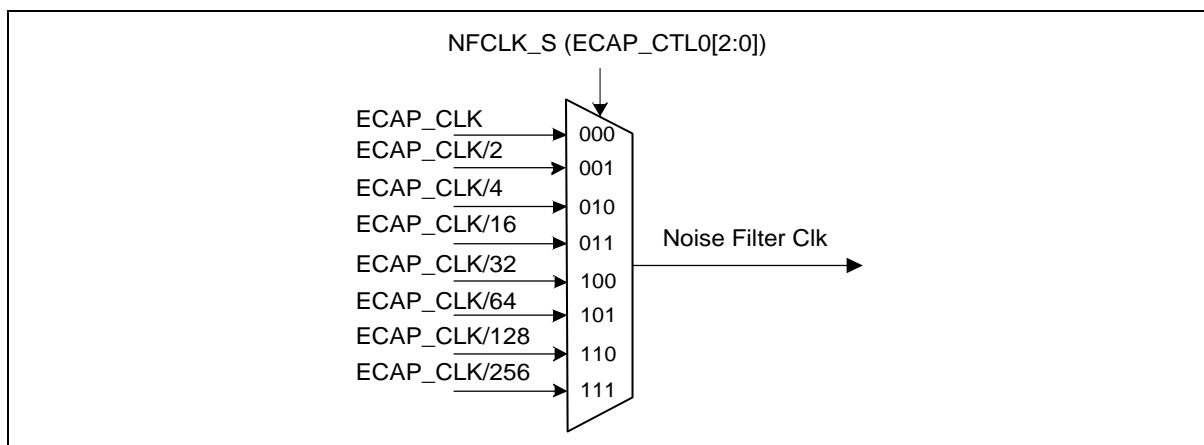 NFCLK_S (ECAP_CTL0[2:0])
ECAP_CLK
000
ECAP_CLK/2
001
ECAP_CLK/4
010
ECAP_CLK/16
011
Noise Filter Clk
ECAP_CLK/32
100
ECAP_CLK/64
101
ECAP_CLK/128
110
ECAP_CLK/256
111